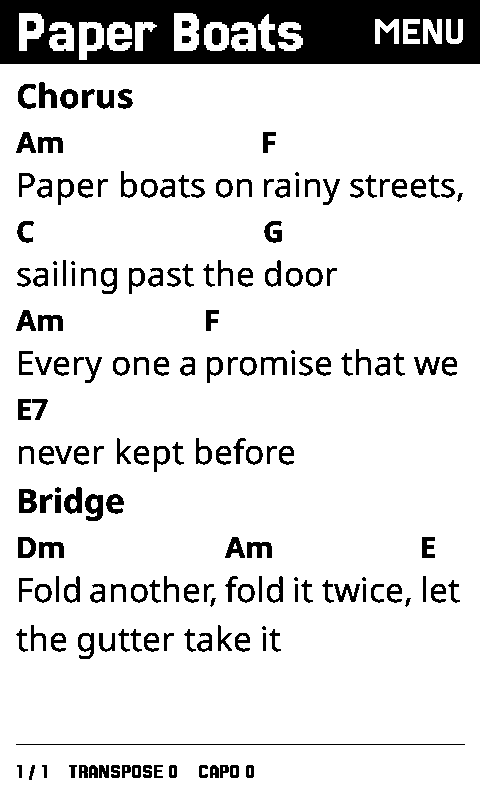 Paper Boats MENU
Chorus
Am F
Paper boats on rainy streets,
C G
sailing past the door
Am F
Every one a promise that we
E7
never kept before
Bridge
Dm Am E
Fold another, fold it twice, let
the gutter take it
1 / 1 TRANSPOSE 0 CAPO 0